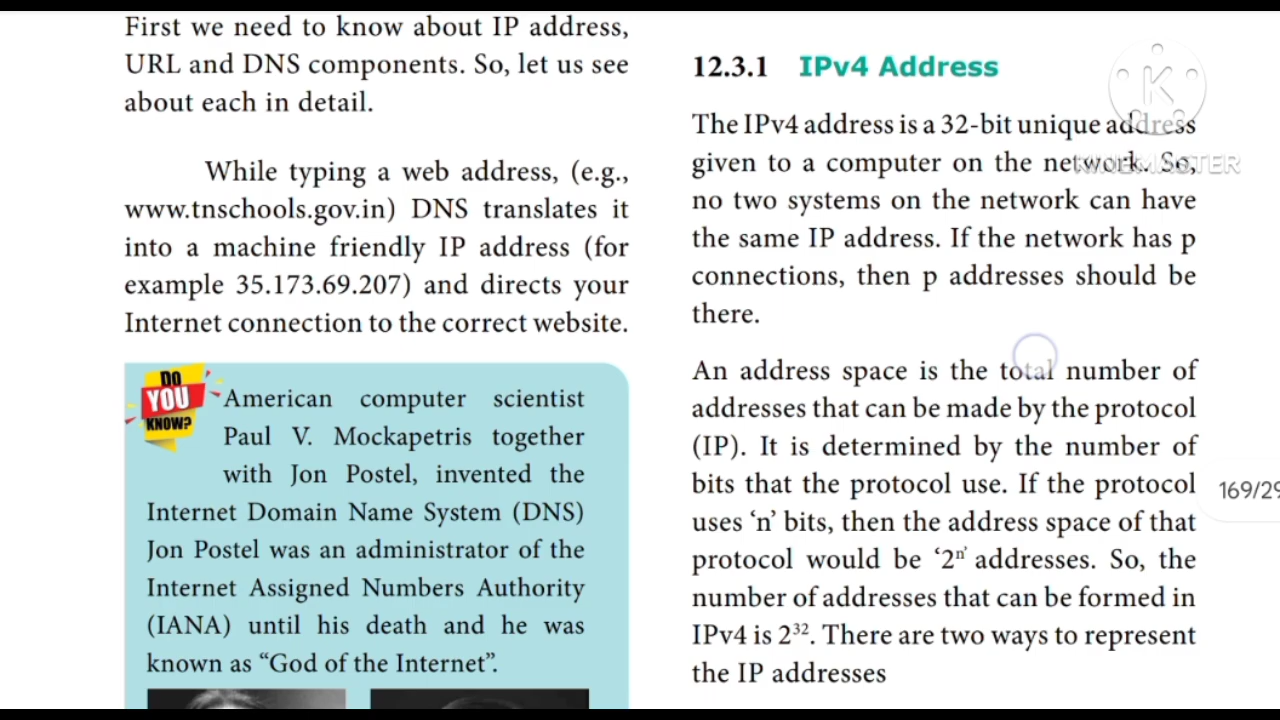 First we need to know about IP address,
URL and DNS components. So, let us see
about each in detail.
While typing a web address, (e.g.,
www.tnschools.gov.in) DNS translates it
into a machine friendly IP address (for
example 35.173.69.207) and directs your
Internet connection to the correct website.
DO
YOU
KNOW?
American computer scientist
Paul V. Mockapetris together
with Jon Postel, invented the
Internet Domain Name System (DNS)
Jon Postel was an administrator of the
Internet Assigned Numbers Authority
(IANA) until his death and he was
known as “God of the Internet”.
12.3.1 IPv4 Address
The IPv4 address is a 32-bit unique address
given to a computer on the network. So,
no two systems on the network can have
the same IP address. If the network has p
connections, then p addresses should be
there.
An address space is the total number of
addresses that can be made by the protocol
(IP). It is determined by the number of
bits that the protocol use. If the protocol
uses ‘n’ bits, then the address space of that
protocol would be ‘2ⁿ’ addresses. So, the
number of addresses that can be formed in
IPv4 is 2³². There are two ways to represent
the IP addresses
K
KINEMASTER
169/29